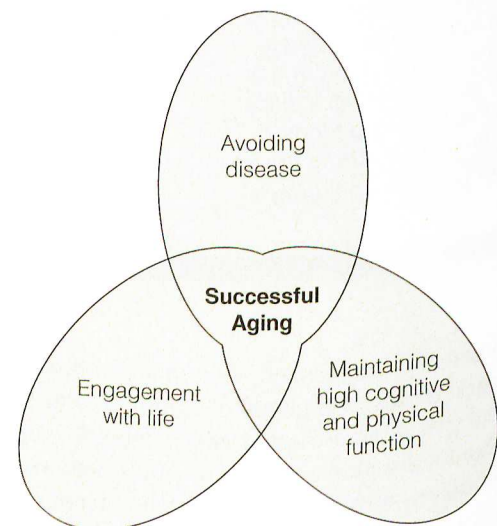 Avoiding
disease
Successful
Aging
Engagement
with life
Maintaining
high cognitive
and physical
function